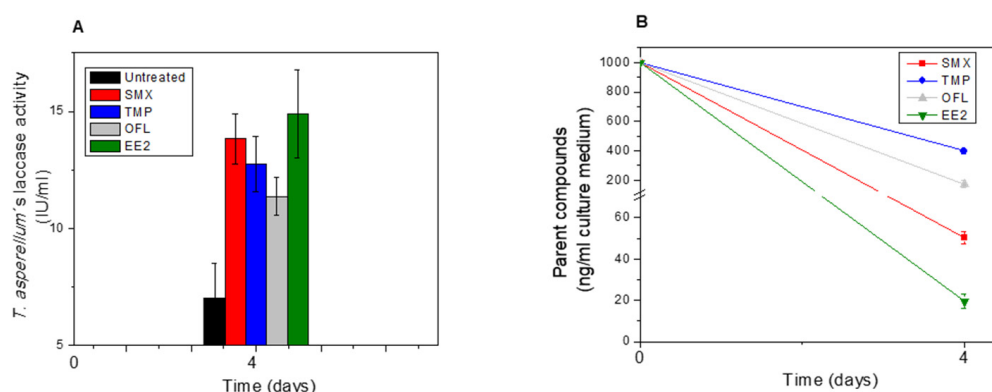 A
Untreated
SMX
TMP
OFL
EE2
15
10
5
0
4
Time (days)
T. asperellum´s laccase activity
(IU/ml)
B
SMX
TMP
OFL
EE2
1000
800
600
400
200
60
40
20
0
0
4
Time (days)
Parent compounds
(ng/ml culture medium)